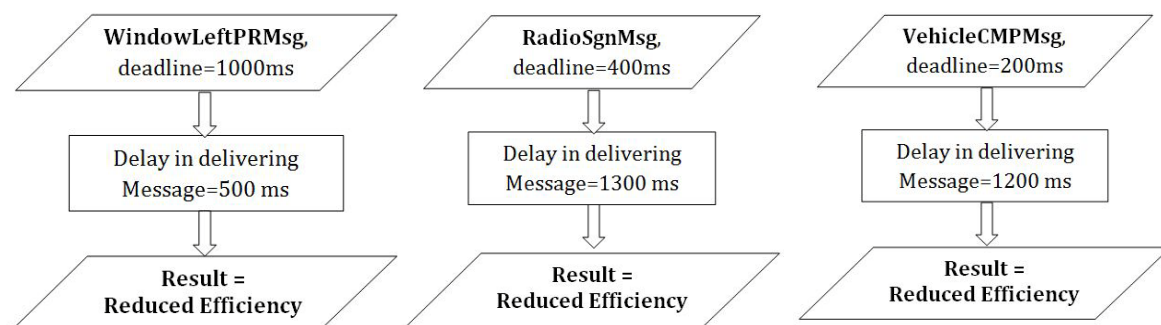 WindowLeftPRMsg,
deadline=1000ms
Delay in delivering
Message=500 ms
Result =
Reduced Efficiency
RadioSgnMsg,
deadline=400ms
Delay in delivering
Message=1300 ms
Result =
Reduced Efficiency
VehicleCMPMsg,
deadline=200ms
Delay in delivering
Message=1200 ms
Result =
Reduced Efficiency